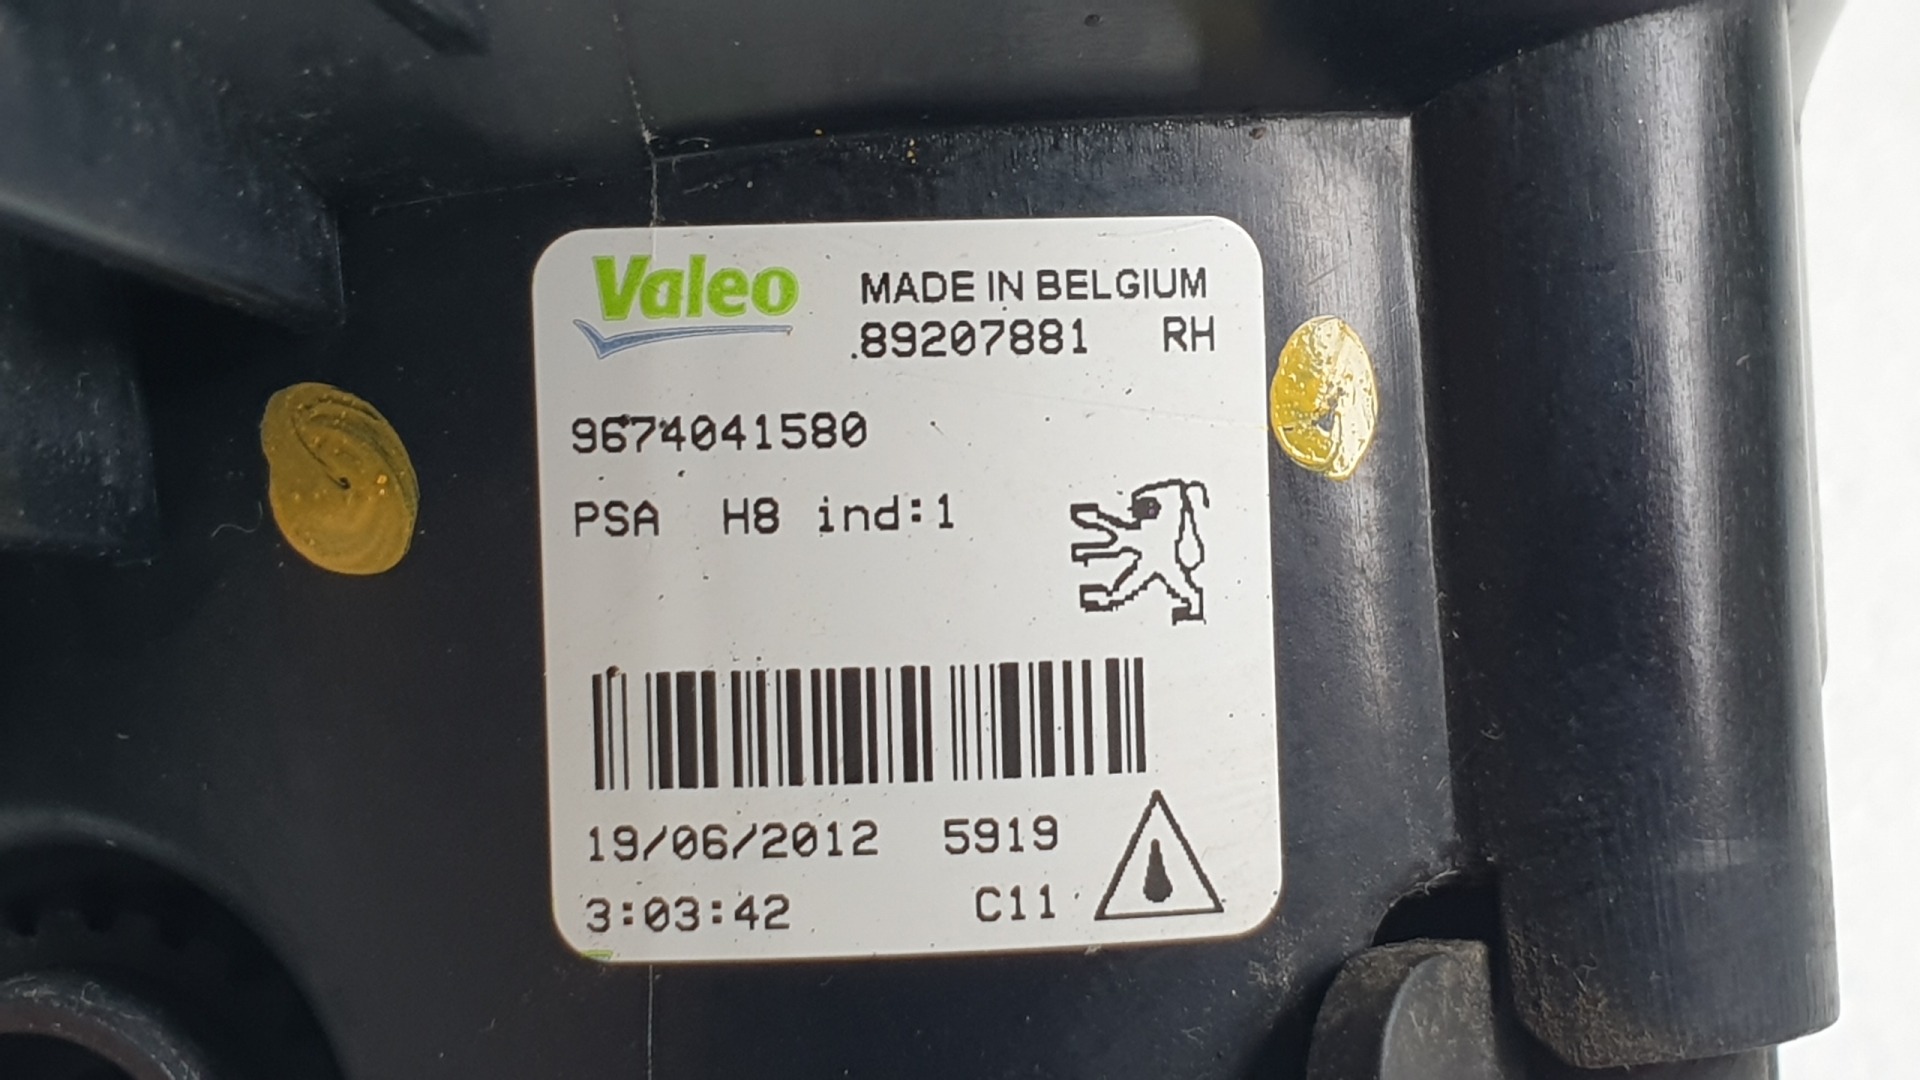 Valeo
MADE IN BELGIUM
.89207881 RH
9674041580
PSA H8 ind:1
19/06/2012 5919
3:03:42 C11